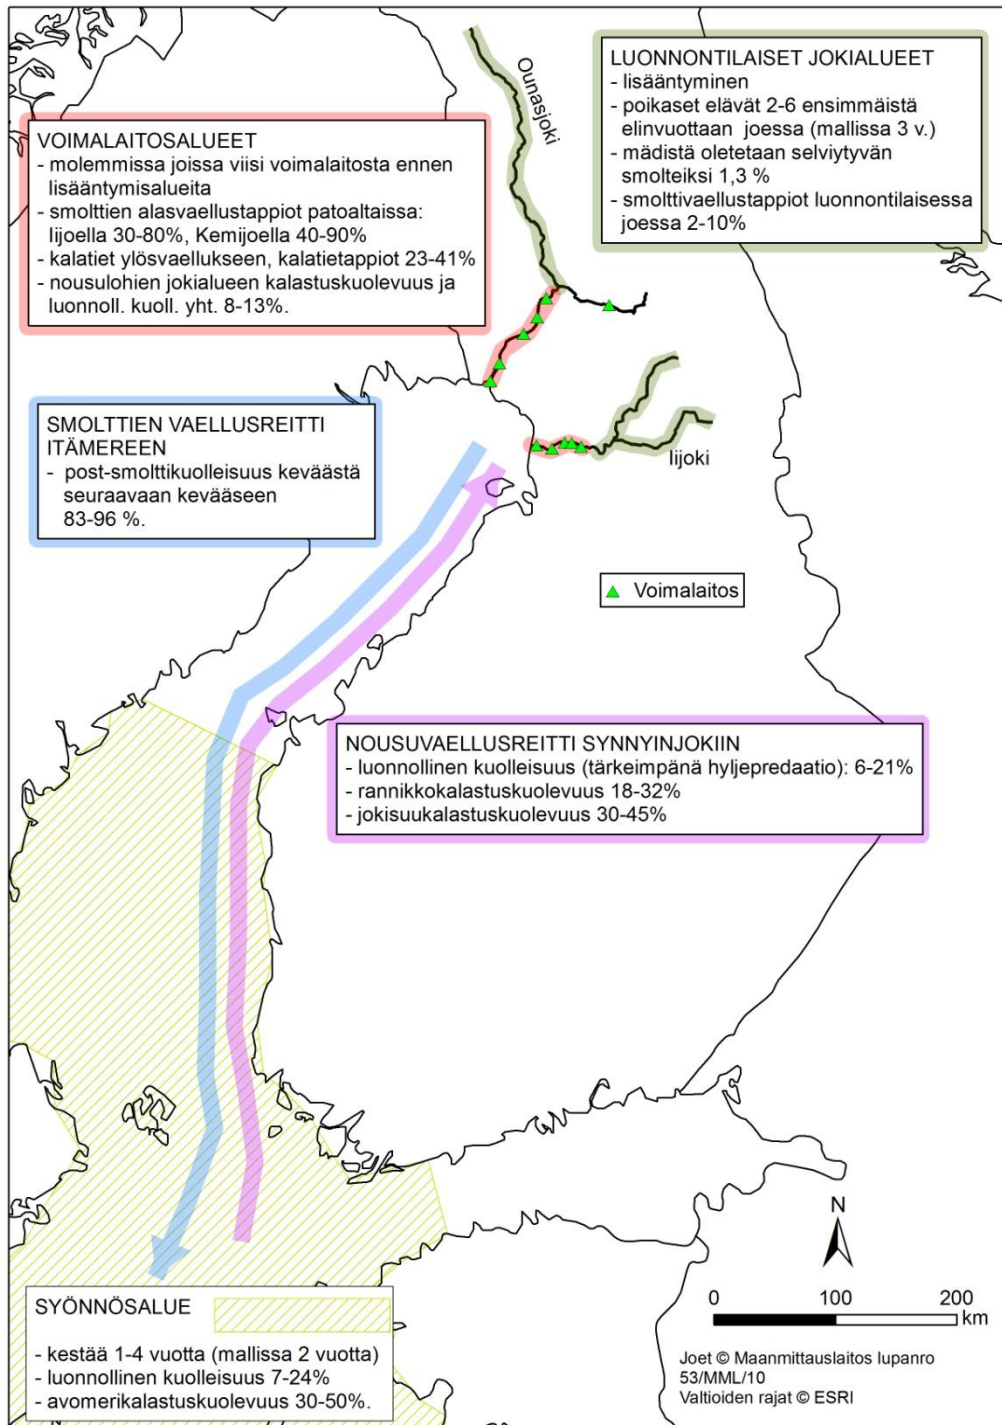 Ounasjoki
LUONNONTILAISET JOKIALUEET
- lisääntyminen
- poikaset elävät 2-6 ensimmäistä
elinvuottaan joessa (mallissa 3 v.)
- mädistä oletetaan selviytyvän
smolteiksi 1,3 %
- smolttivaellustappiot luonnontilaisessa
joessa 2-10%
VOIMALAITOSALUEET
- molemmissa joissa viisi voimalaitosta ennen
lisääntymisalueita
- smolttien alasvaellustappiot patoaltaissa:
Iijoella 30-80%, Kemijoella 40-90%
- kalatiet ylösvaellukseen, kalatietappiot 23-41%
- nousulohien jokialueen kalastuskuolevuus ja
luonnoll. kuoll. yht. 8-13%.
SMOLTTIEN VAELLUSREITTI
ITÄMEREEN
- post-smolttikuolleisuus keväästä
seuraavaan kevääseen
83-96 %.
Iijoki
Voimalaitos
NOUSUVAELLUSREITTI SYNNYINJOKIIN
- luonnollinen kuolleisuus (tärkeimpänä hyljepredaatio): 6-21%
- rannikkokalastuskuolevuus 18-32%
- jokisuukalastuskuolevuus 30-45%
SYÖNNÖSALUE
- kestää 1-4 vuotta (mallissa 2 vuotta)
- luonnollinen kuolleisuus 7-24%
- avomerikalastuskuolevuus 30-50%.
N
0 100 200
km
Joet © Maanmittauslaitos lupanro
53/MML/10
Valtioiden rajat © ESRI